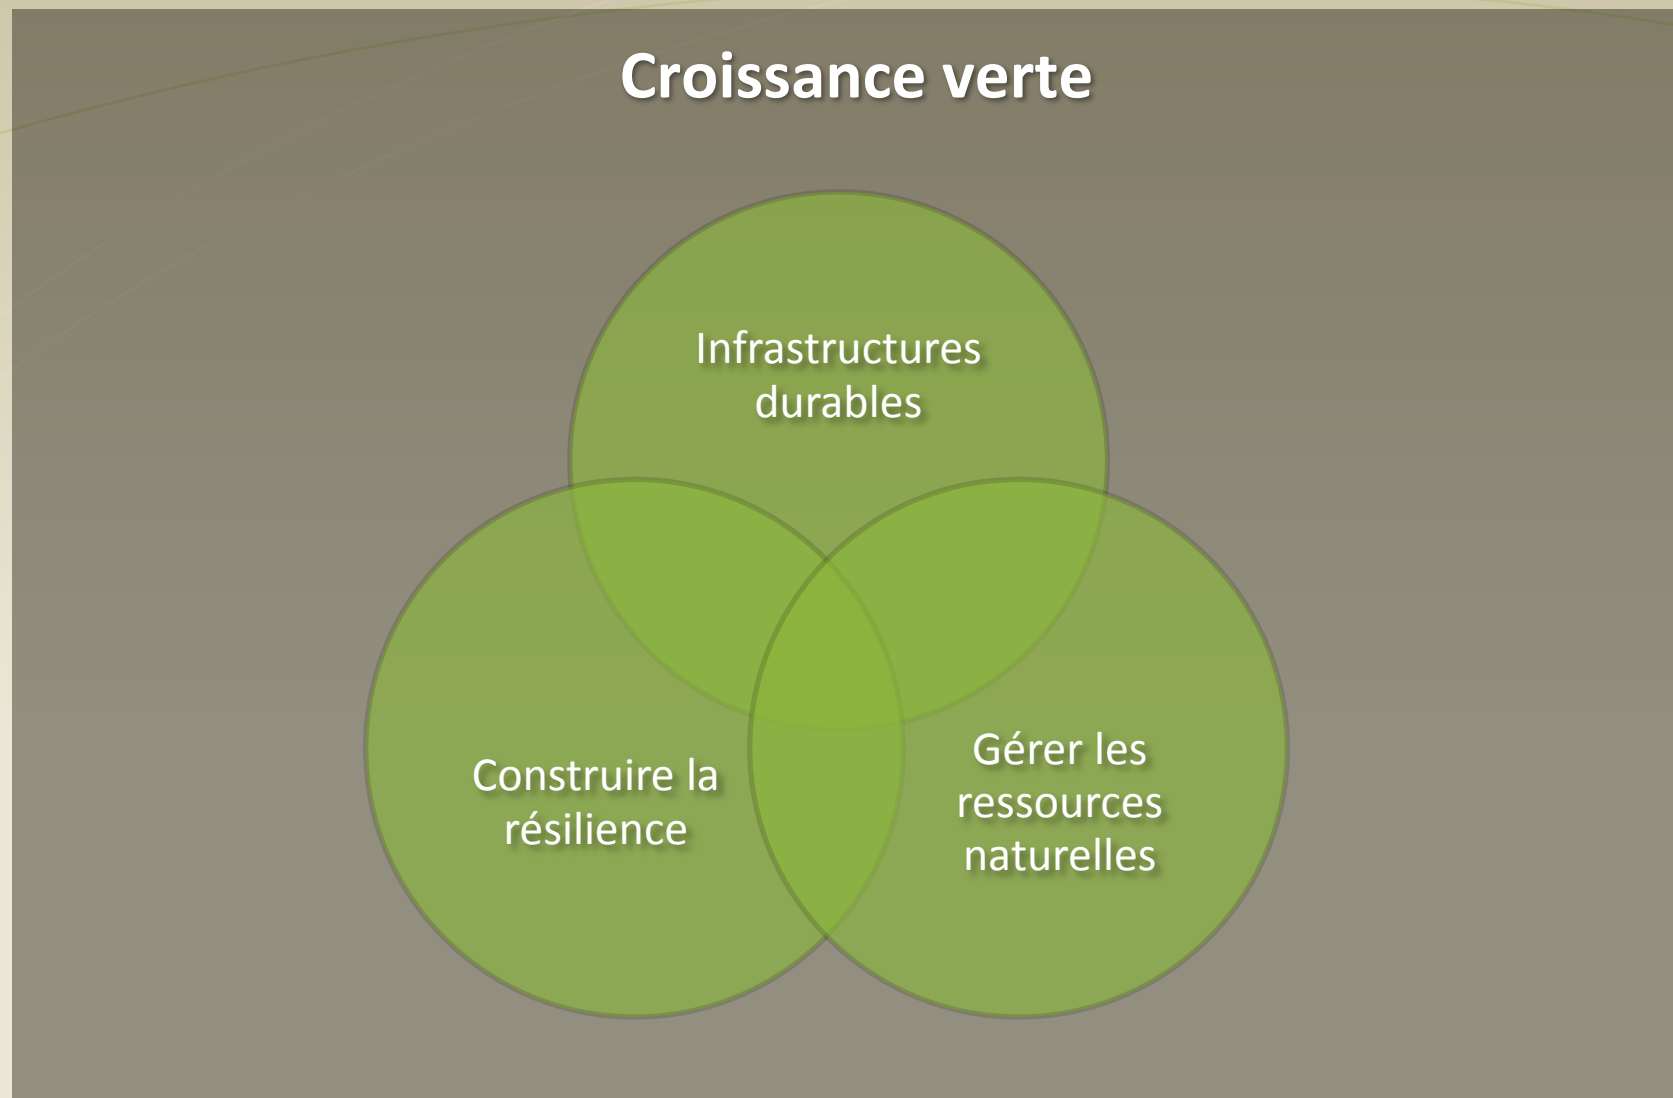 Croissance verte
Infrastructures
durables
Construire la
résilience
Gérer les
ressources
naturelles